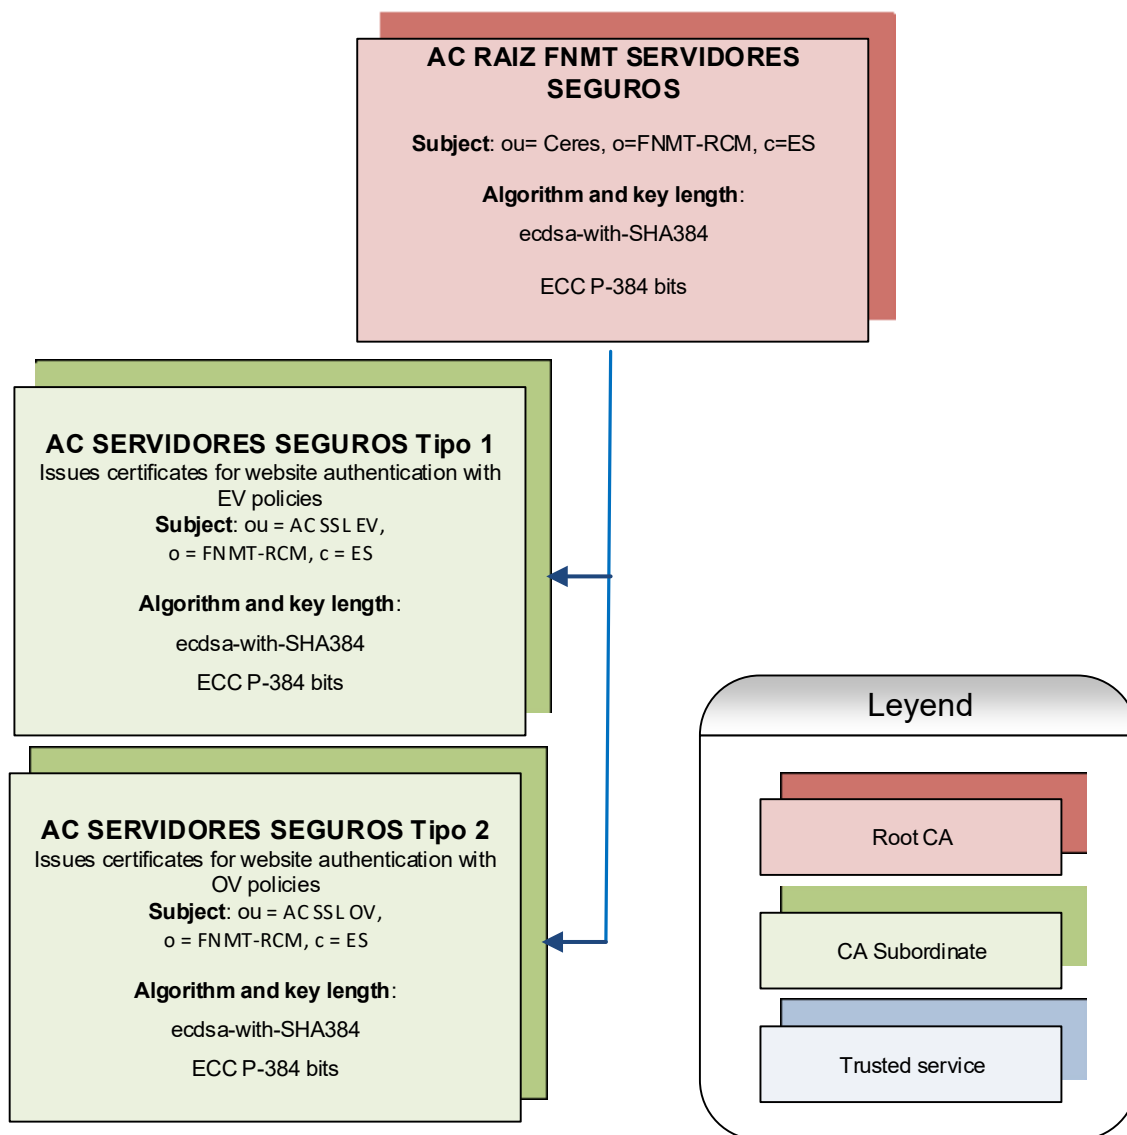 AC RAIZ FNMT SERVIDORES
SEGUROS
Subject: ou= Ceres, o=FNMT-RCM, c=ES
Algorithm and key length:
ecdsa-with-SHA384
ECC P-384 bits
AC SERVIDORES SEGUROS Tipo 1
Issues certificates for website authentication with
EV policies
Subject: ou = AC SSL EV,
o = FNMT-RCM, c = ES
Algorithm and key length:
ecdsa-with-SHA384
ECC P-384 bits
AC SERVIDORES SEGUROS Tipo 2
Issues certificates for website authentication with
OV policies
Subject: ou = AC SSL OV,
o = FNMT-RCM, c = ES
Algorithm and key length:
ecdsa-with-SHA384
ECC P-384 bits
Leyend
Root CA
CA Subordinate
Trusted service